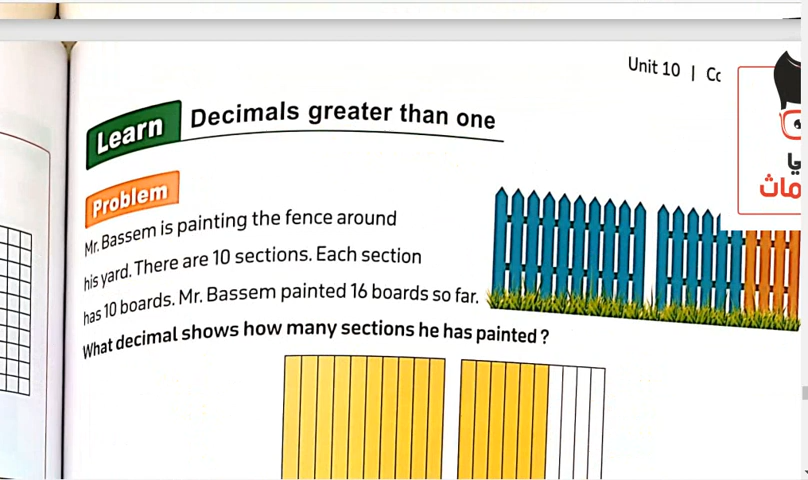 Unit 10 |
Learn Decimals greater than one
Problem
Mr. Bassem is painting the fence around
his yard. There are 10 sections. Each section
has 10 boards. Mr. Bassem painted 16 boards so far.
What decimal shows how many sections he has painted ?
ماث